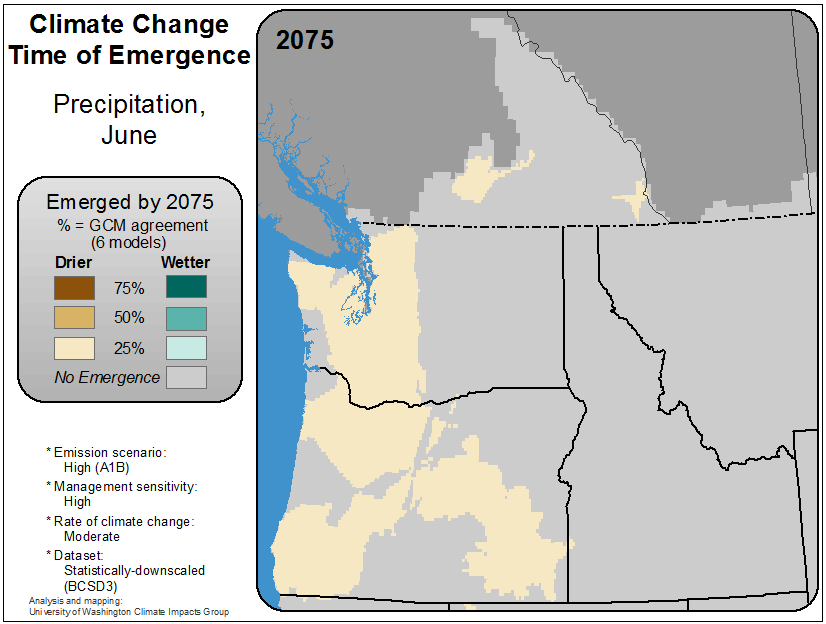 Climate Change
Time of Emergence
Precipitation,
June
2075
Emerged by 2075
% = GCM agreement
(6 models)
Drier Wetter
75%
50%
25%
No Emergence
* Emission scenario:
High (A1B)
* Management sensitivity:
High
* Rate of climate change:
Moderate
* Dataset:
Statistically-downscaled
(BCSD3)
Analysis and mapping:
University of Washington Climate Impacts Group